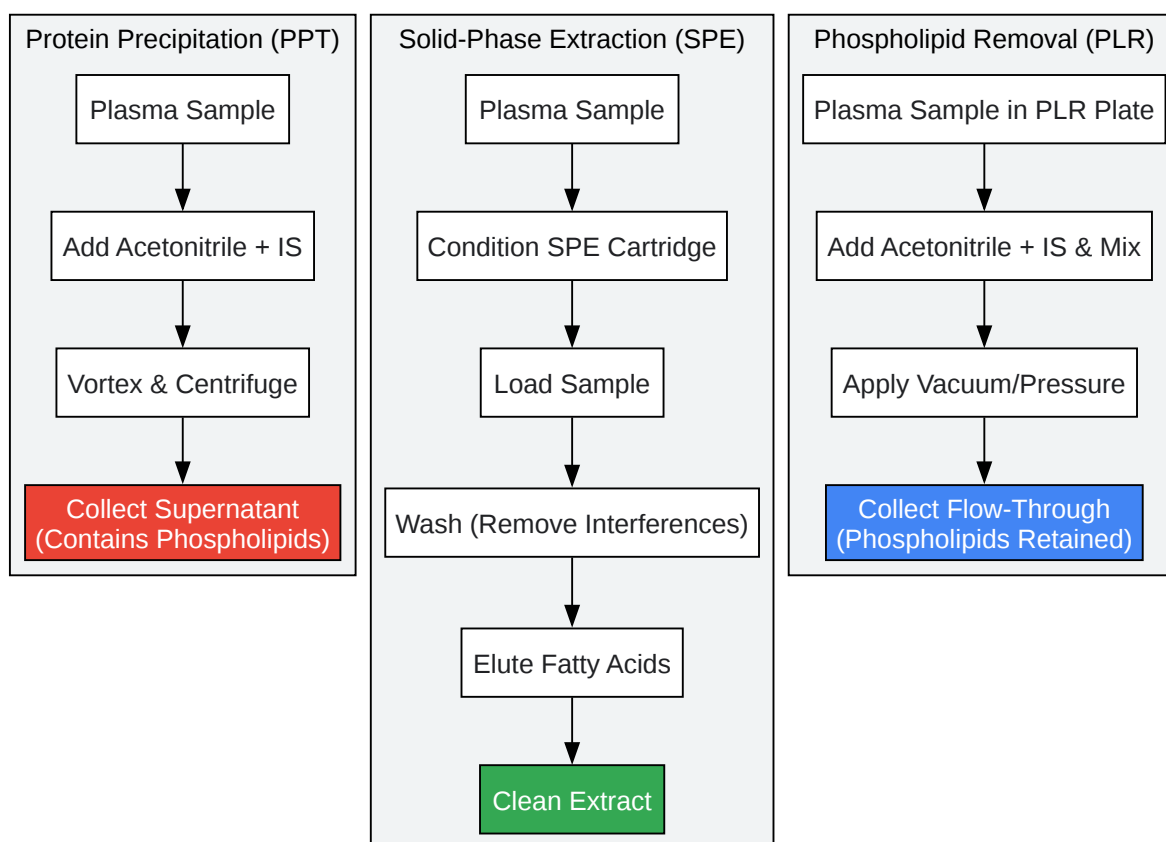 Protein Precipitation (PPT)
Plasma Sample
Add Acetonitrile + IS
Vortex & Centrifuge
Collect Supernatant
(Contains Phospholipids)
Solid-Phase Extraction (SPE)
Plasma Sample
Condition SPE Cartridge
Load Sample
Wash (Remove Interferences)
Elute Fatty Acids
Clean Extract
Phospholipid Removal (PLR)
Plasma Sample in PLR Plate
Add Acetonitrile + IS & Mix
Apply Vacuum/Pressure
Collect Flow-Through
(Phospholipids Retained)